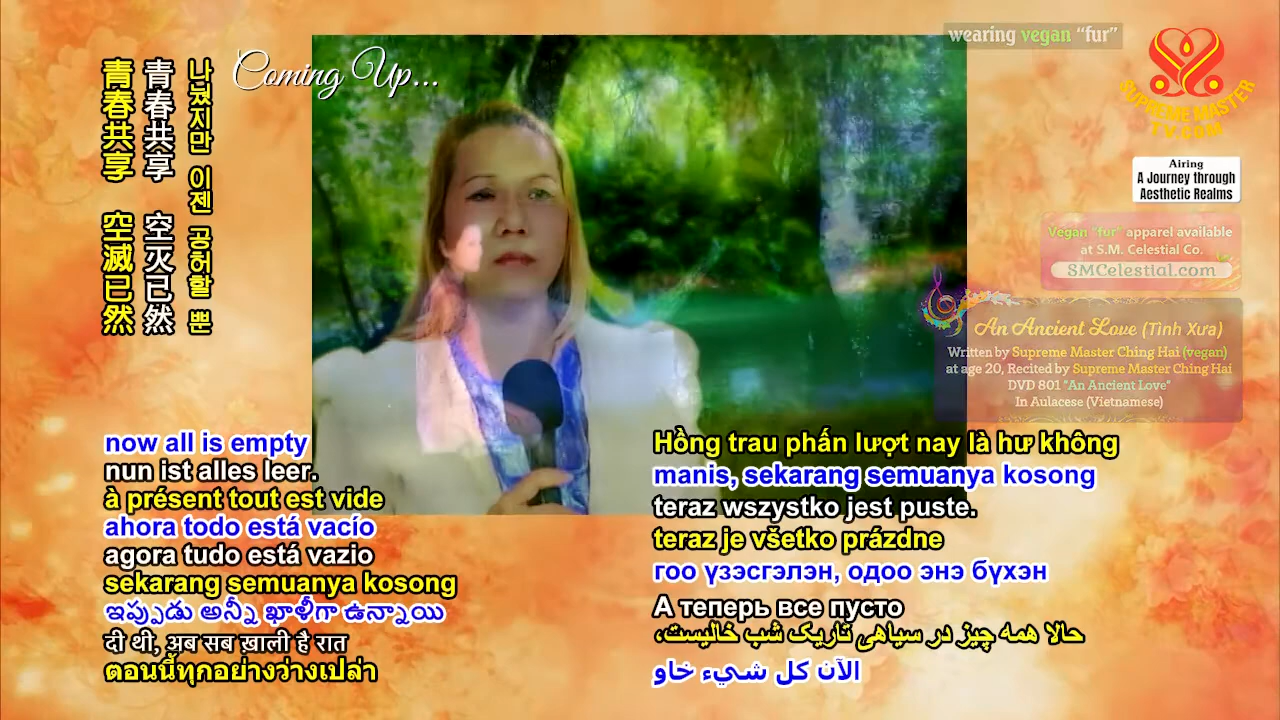 Coming Up...
wearing vegan “fur”
SUPREME MASTER
TV.COM
Airing
A Journey through
Aesthetic Realms
Vegan "fur" apparel available
at S.M. Celestial Co.
SMCelestial.com
An Ancient Love (Tình Xưa)
Written by Supreme Master Ching Hai (vegan)
at age 20, Recited by Supreme Master Ching Hai
DVD 801 "An Ancient Love"
In Aulacese (Vietnamese)
나눴지만 이젠 공허할 뿐
青春共享 空灭已然
青春共享 空滅已然
now all is empty
nun ist alles leer.
à présent tout est vide
ahora todo está vacío
agora tudo está vazio
sekarang semuanya kosong
ఇప్పుడు అన్నీ ఖాళీగా ఉన్నాయి
दी थी, अब सब ख़ाली है रात
ตอนนี้ทุกอย่างว่างเปล่า
Hồng trau phấn lượt nay là hư không
manis, sekarang semuanya kosong
teraz wszystko jest puste.
teraz je všetko prázdne
гоо үзэсгэлэн, одоо энэ бүхэн
А теперь все пусто
حالا همه چیز در سیاهی تاریک شب خالیست،
الآن كل شيء خاو